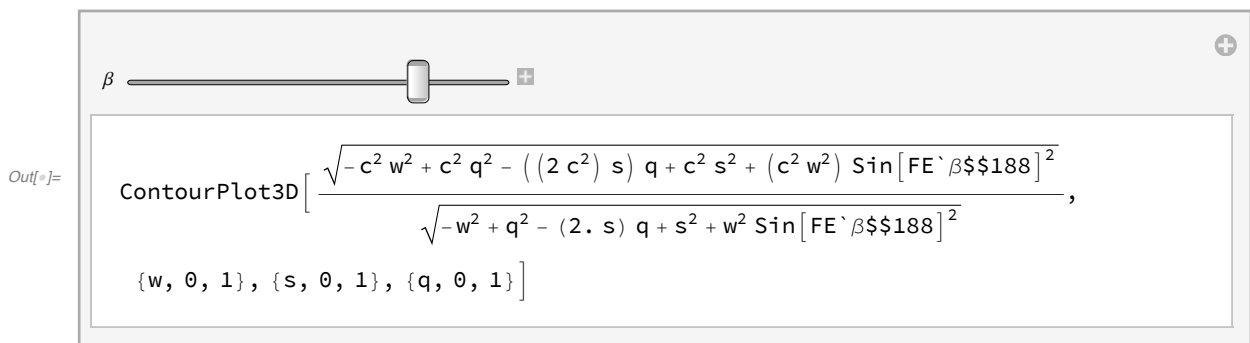 β
Out[•]=
ContourPlot3D[ √(-c² w² + c² q² - ((2 c²) s) q + c² s² + (c² w²) Sin[FE`β$$188]²)
/ √(-w² + q² - (2. s) q + s² + w² Sin[FE`β$$188]²) ,
{w, 0, 1}, {s, 0, 1}, {q, 0, 1}]